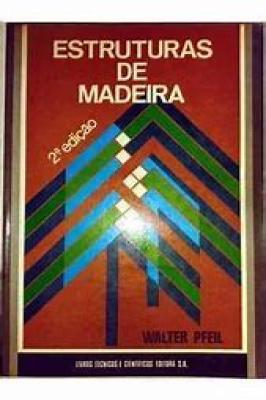 ESTRUTURAS
DE
MADEIRA
2ª edição
WALTER PFEIL
LIVROS TÉCNICOS E CIENTÍFICOS EDITORA S.A.